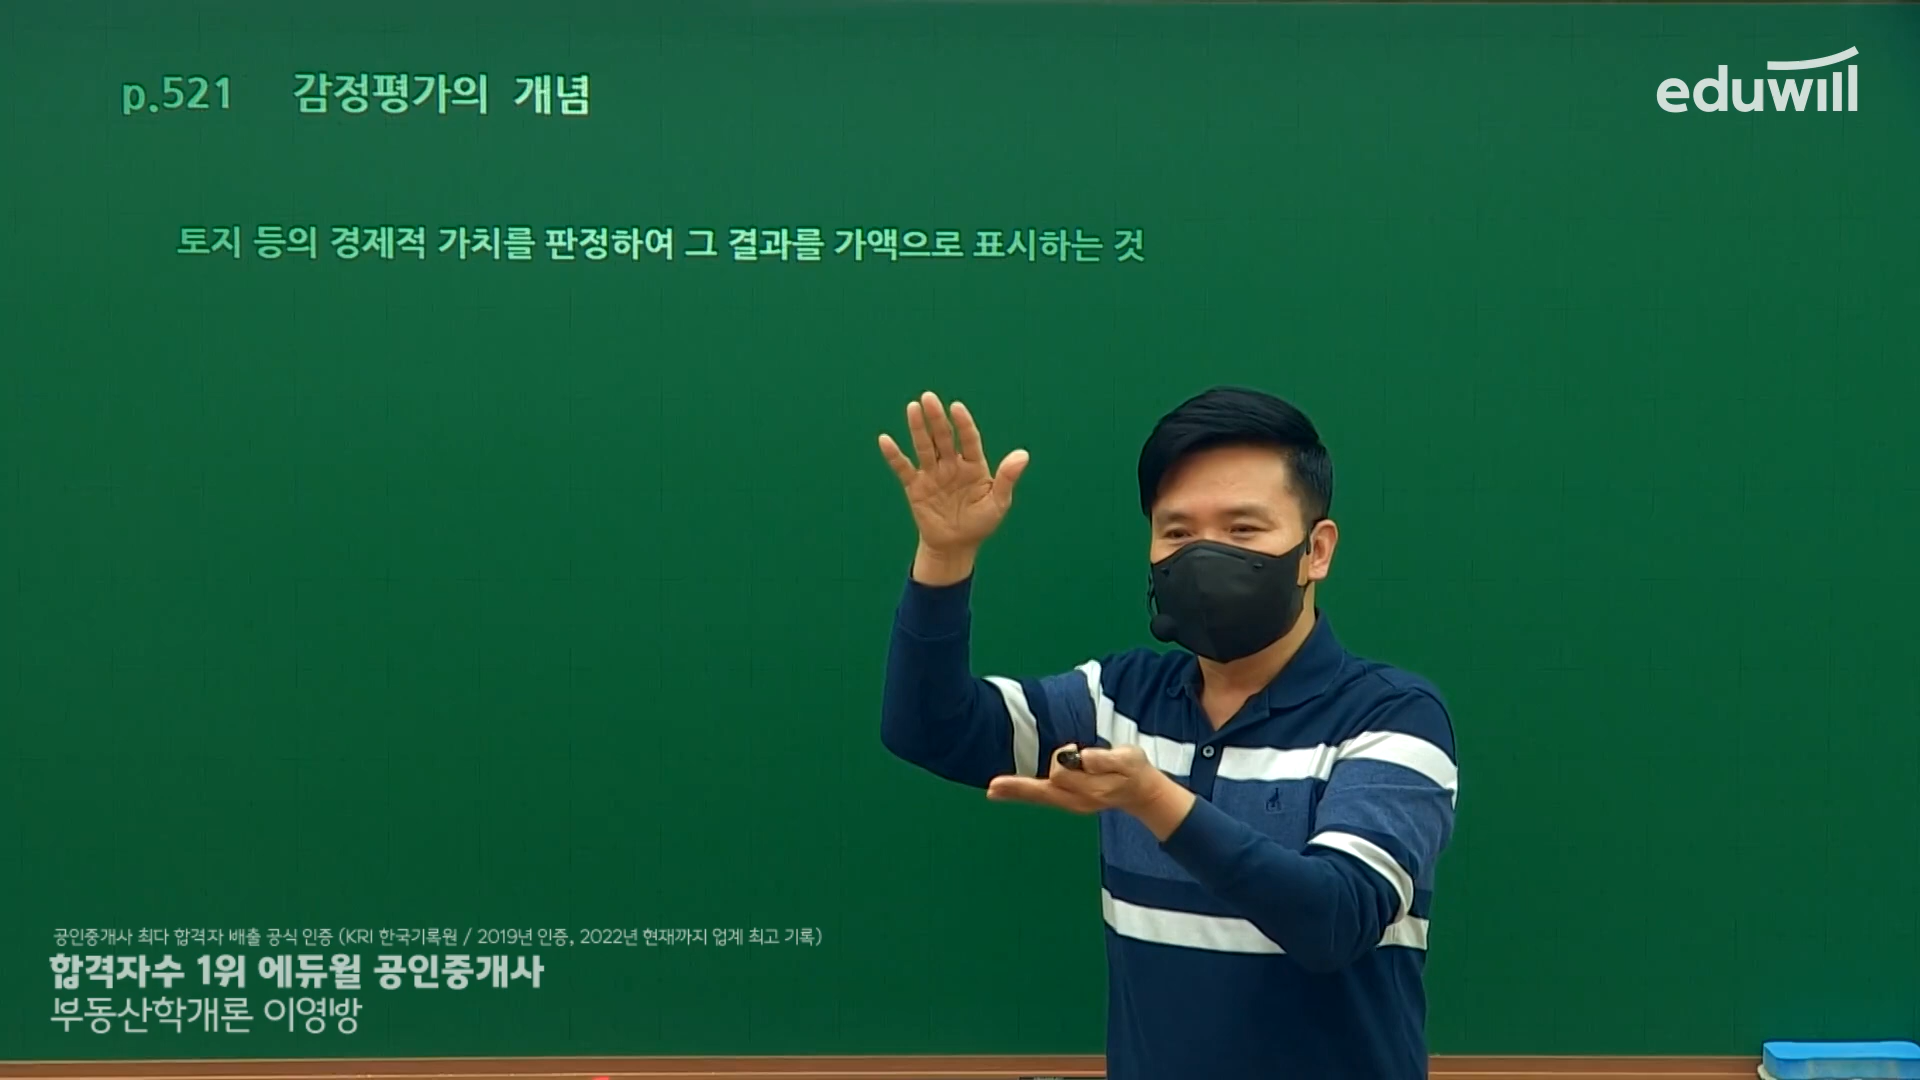 p.521 감정평가의 개념
eduwill
토지 등의 경제적 가치를 판정하여 그 결과를 가액으로 표시하는 것
공인중개사 최다 합격자 배출 공식 인증 (KRI 한국기록원 / 2019년 인증, 2022년 현재까지 업계 최고 기록)
합격자수 1위 에듀윌 공인중개사
부동산학개론 이영방